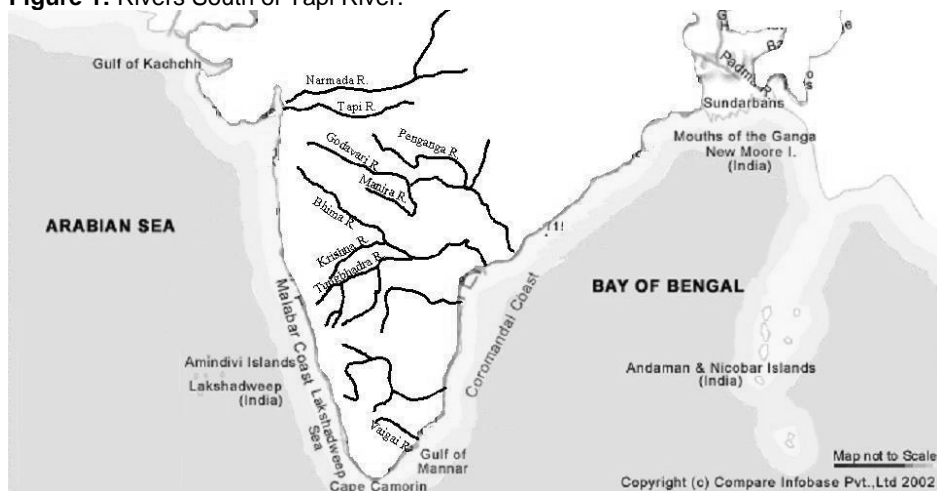 Figure 1: Rivers South of Tapi River.
Gulf of Kachchh
Narmada R.
Tapi R.
Godavari R.
Penganga R.
Manira R.
Bhima R
Krishna R.
Tungbhadra R.
Vaigai R.
Padma R.
Sundarbans
Mouths of the Ganga
New Moore I.
(India)
ARABIAN SEA
BAY OF BENGAL
Malabar Coast
Coromandal Coast
Amindivi Islands
Lakshadweep
(India)
Lakshadweep
Sea
Andaman & Nicobar Islands
(India)
Gulf of
Mannar
Cape Camorin
Map not to Scale
Copyright (c) Compare Infobase Pvt.,Ltd 2002